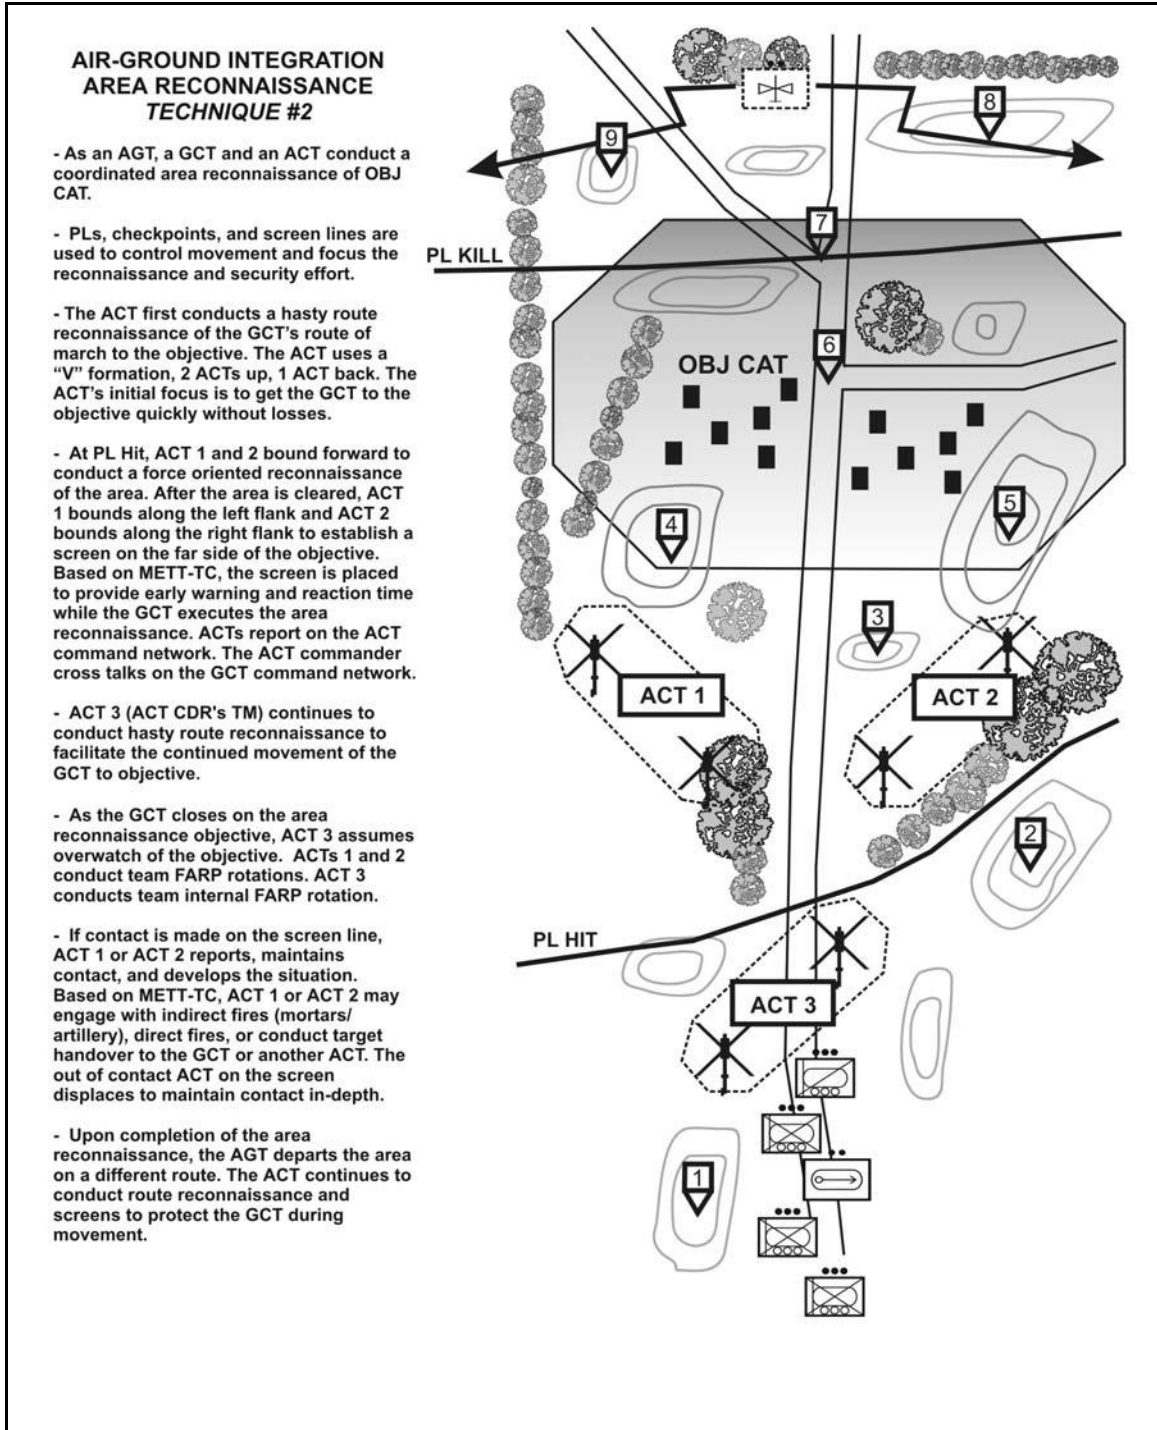 AIR-GROUND INTEGRATION
AREA RECONNAISSANCE
TECHNIQUE #2
- As an AGT, a GCT and an ACT conduct a
coordinated area reconnaissance of OBJ
CAT.
- PLs, checkpoints, and screen lines are
used to control movement and focus the
reconnaissance and security effort.
- The ACT first conducts a hasty route
reconnaissance of the GCT's route of
march to the objective. The ACT uses a
“V” formation, 2 ACTs up, 1 ACT back. The
ACT's initial focus is to get the GCT to the
objective quickly without losses.
- At PL Hit, ACT 1 and 2 bound forward to
conduct a force oriented reconnaissance
of the area. After the area is cleared, ACT
1 bounds along the left flank and ACT 2
bounds along the right flank to establish a
screen on the far side of the objective.
Based on METT-TC, the screen is placed
to provide early warning and reaction time
while the GCT executes the area
reconnaissance. ACTs report on the ACT
command network. The ACT commander
cross talks on the GCT command network.
- ACT 3 (ACT CDR's TM) continues to
conduct hasty route reconnaissance to
facilitate the continued movement of the
GCT to objective.
- As the GCT closes on the area
reconnaissance objective, ACT 3 assumes
overwatch of the objective. ACTs 1 and 2
conduct team FARP rotations. ACT 3
conducts team internal FARP rotation.
- If contact is made on the screen line,
ACT 1 or ACT 2 reports, maintains
contact, and develops the situation.
Based on METT-TC, ACT 1 or ACT 2 may
engage with indirect fires (mortars/
artillery), direct fires, or conduct target
handover to the GCT or another ACT. The
out of contact ACT on the screen
displaces to maintain contact in-depth.
- Upon completion of the area
reconnaissance, the AGT departs the area
on a different route. The ACT continues to
conduct route reconnaissance and
screens to protect the GCT during
movement.
8
9
7
PL KILL
6
OBJ CAT
5
4
3
ACT 1
ACT 2
2
PL HIT
ACT 3
1